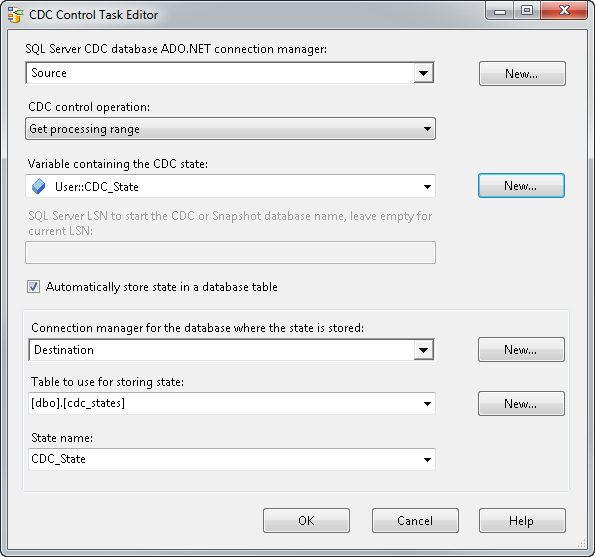 CDC Control Task Editor
SQL Server CDC database ADO.NET connection manager:
Source
New...
CDC control operation:
Get processing range
Variable containing the CDC state:
User::CDC_State
New...
SQL Server LSN to start the CDC or Snapshot database name, leave empty for
current LSN:
Automatically store state in a database table
Connection manager for the database where the state is stored:
Destination
New...
Table to use for storing state:
[dbo].[cdc_states]
New...
State name:
CDC_State
OK
Cancel
Help